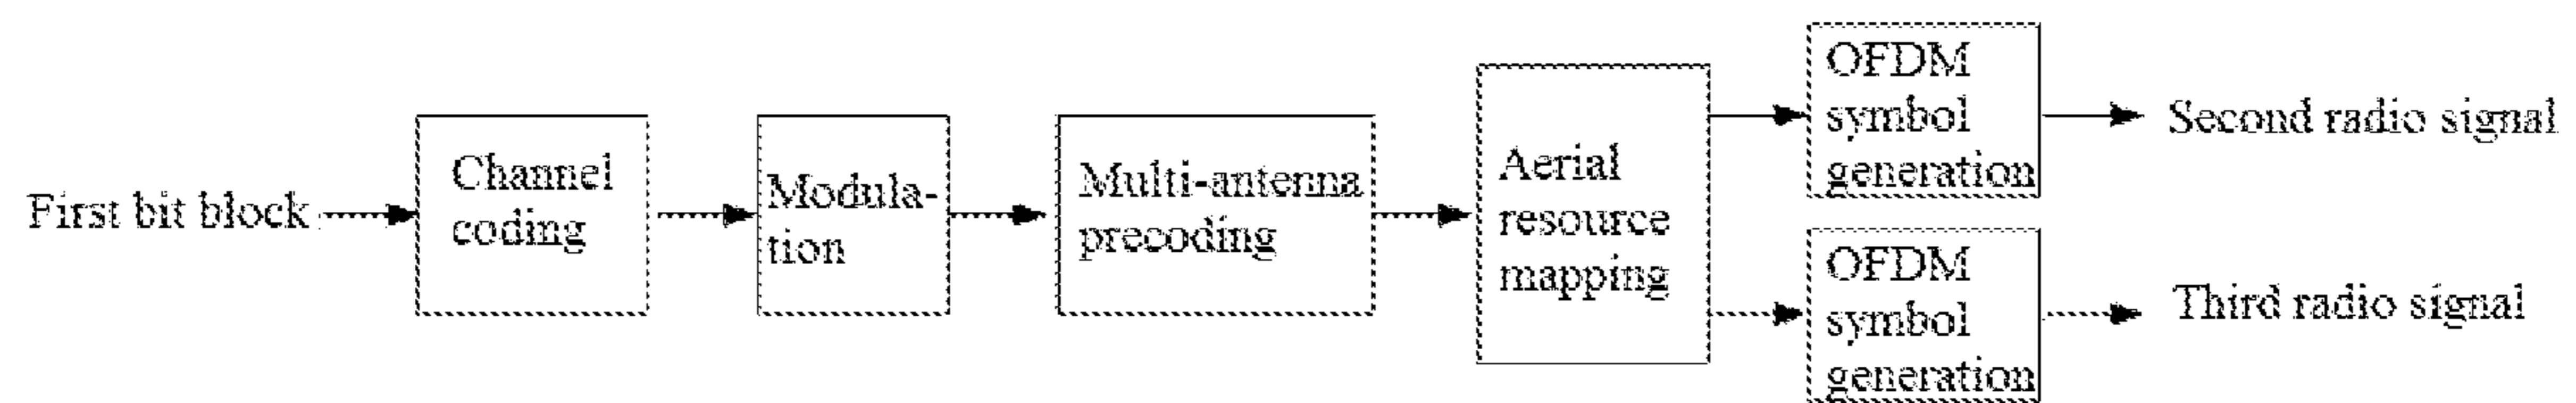 First bit block
Channel
coding
Modula-
tion
Multi-antenna
precoding
Aerial
resource
mapping
OFDM
symbol
generation
Second radio signal
OFDM
symbol
generation
Third radio signal